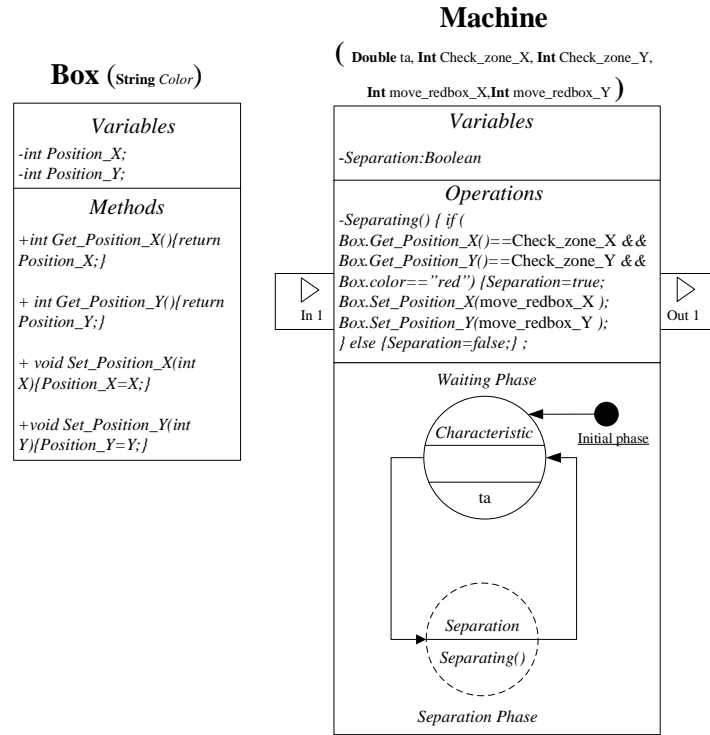 Box (String Color)
Variables
-int Position_X;
-int Position_Y;
Methods
+int Get_Position_X(){return
Position_X;}
+ int Get_Position_Y(){return
Position_Y;}
+ void Set_Position_X(int
X){Position_X=X;}
+void Set_Position_Y(int
Y){Position_Y=Y;}
Machine
( Double ta, Int Check_zone_X, Int Check_zone_Y,
Int move_redbox_X,Int move_redbox_Y )
Variables
-Separation:Boolean
Operations
-Separating() { if (
Box.Get_Position_X()==Check_zone_X &&
Box.Get_Position_Y()==Check_zone_Y &&
Box.color==”red”) {Separation=true;
Box.Set_Position_X(move_redbox_X );
Box.Set_Position_Y(move_redbox_Y );
} else {Separation=false;} ;
In 1
Out 1
Waiting Phase
Characteristic
Initial phase
ta
Separation
Separating()
Separation Phase